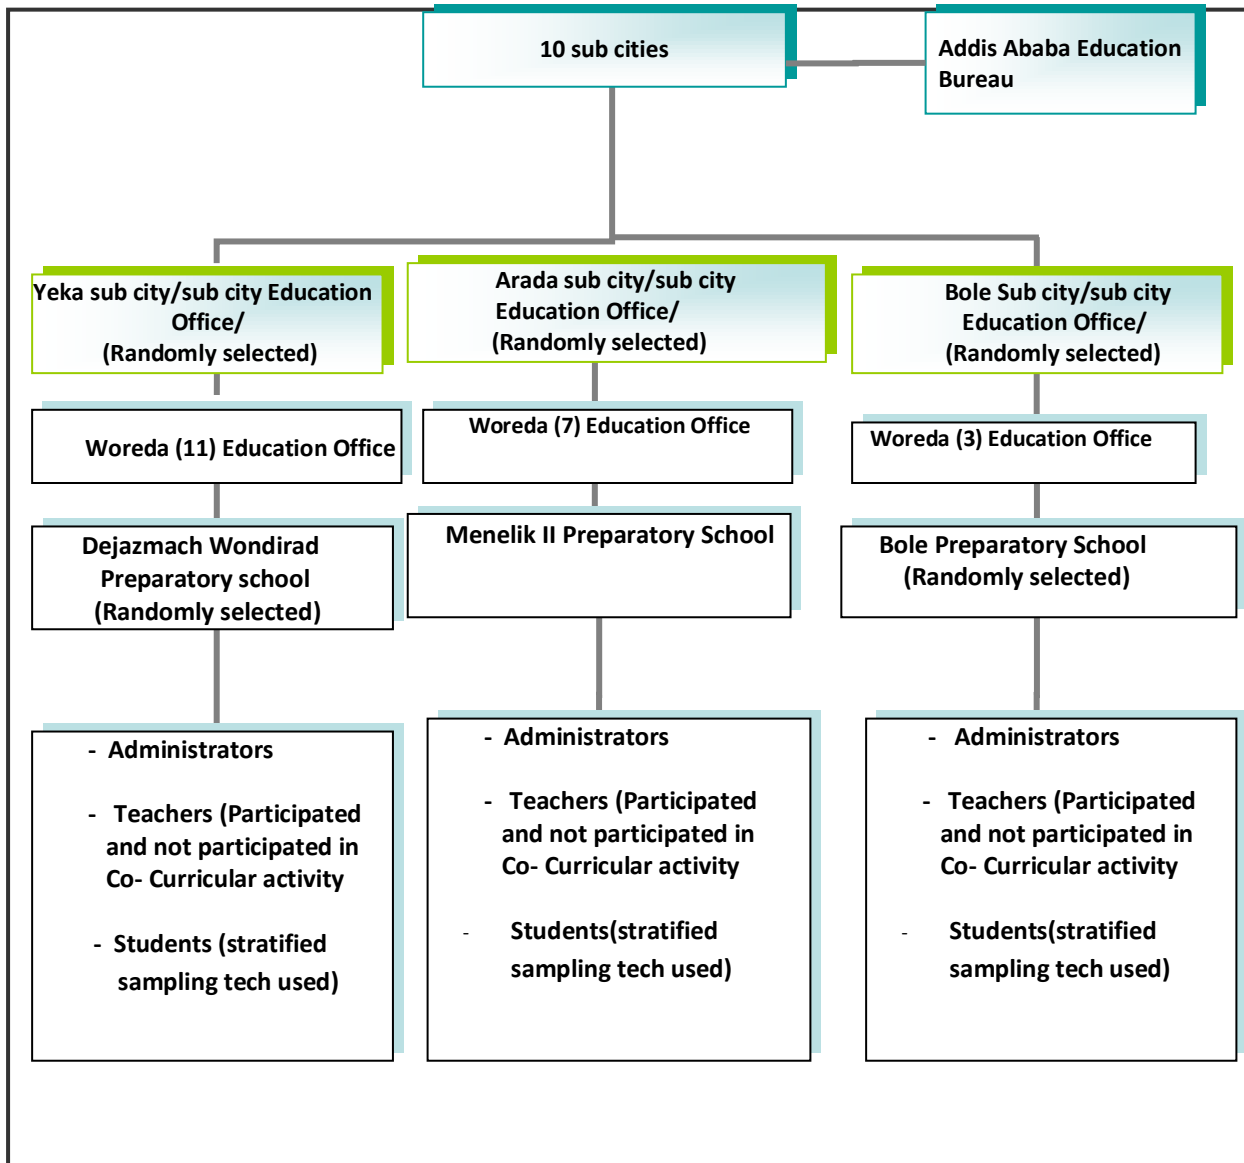 10 sub cities
Addis Ababa Education
Bureau
Yeka sub city/sub city Education
Office/
(Randomly selected)
Arada sub city/sub city
Education Office/
(Randomly selected)
Bole Sub city/sub city
Education Office/
(Randomly selected)
Woreda (11) Education Office
Woreda (7) Education Office
Woreda (3) Education Office
Dejazmach Wondirad
Preparatory school
(Randomly selected)
Menelik II Preparatory School
Bole Preparatory School
(Randomly selected)
- Administrators
- Teachers (Participated
and not participated in
Co- Curricular activity
- Students (stratified
sampling tech used)
- Administrators
- Teachers (Participated
and not participated in
Co- Curricular activity
- Students(stratified
sampling tech used)
- Administrators
- Teachers (Participated
and not participated in
Co- Curricular activity
- Students(stratified
sampling tech used)